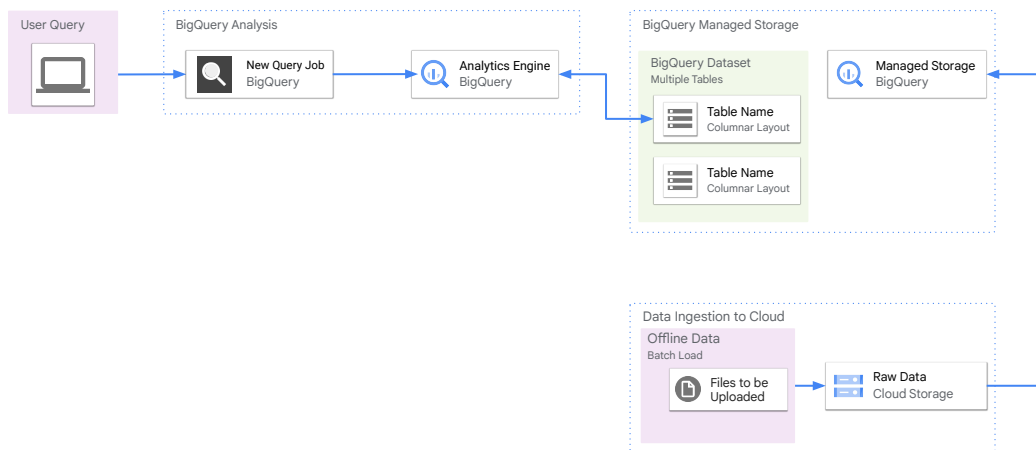 User Query
BigQuery Analysis
New Query Job
BigQuery
Analytics Engine
BigQuery
BigQuery Managed Storage
BigQuery Dataset
Multiple Tables
Table Name
Columnar Layout
Table Name
Columnar Layout
Managed Storage
BigQuery
Data Ingestion to Cloud
Offline Data
Batch Load
Files to be
Uploaded
Raw Data
Cloud Storage